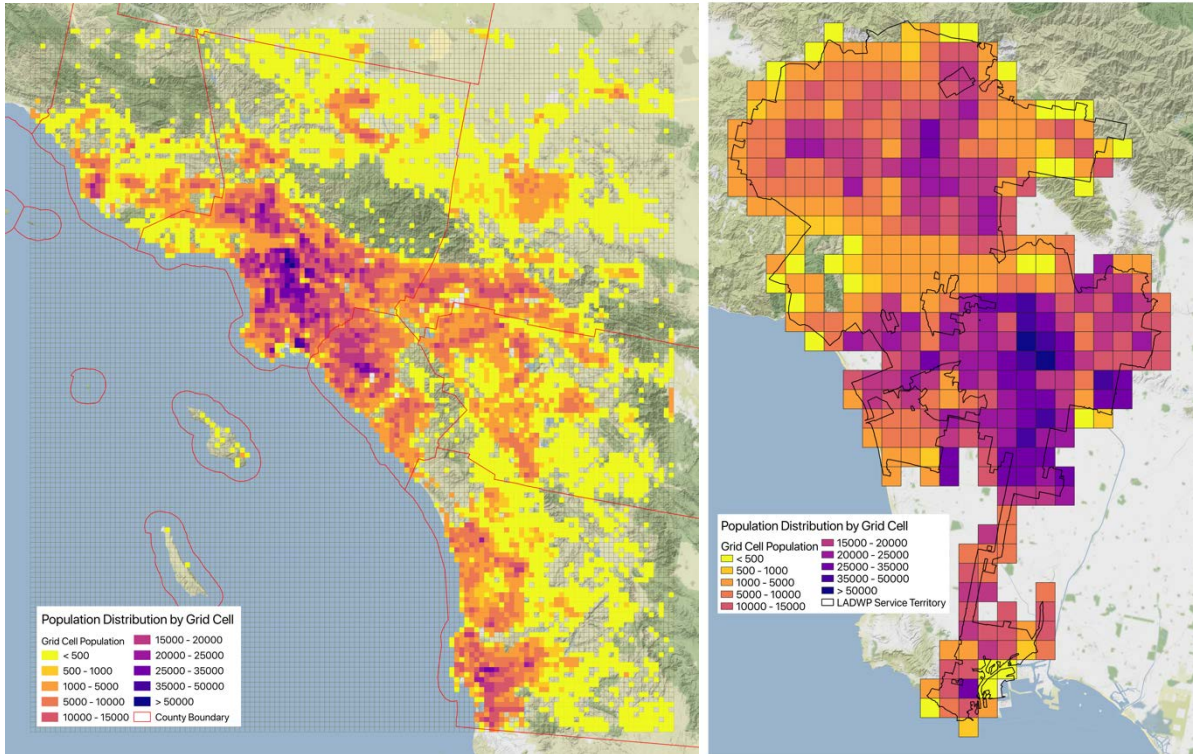 Population Distribution by Grid Cell
Grid Cell Population
< 500
500 - 1000
1000 - 5000
5000 - 10000
10000 - 15000
15000 - 20000
20000 - 25000
25000 - 35000
35000 - 50000
> 50000
County Boundary
Population Distribution by Grid Cell
Grid Cell Population
< 500
500 - 1000
1000 - 5000
5000 - 10000
10000 - 15000
15000 - 20000
20000 - 25000
25000 - 35000
35000 - 50000
> 50000
LADWP Service Territory